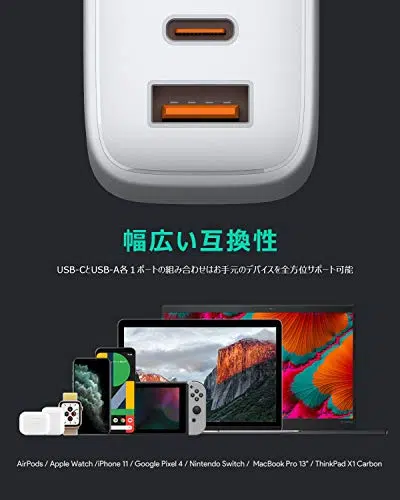 幅広い互換性
USB-CとUSB-A各1ポートの組み合わせはお手元のデバイスを全方位サポート可能
AirPods / Apple Watch /iPhone 11 / Google Pixel 4 / Nintendo Switch / MacBook Pro 13" / ThinkPad X1 Carbon